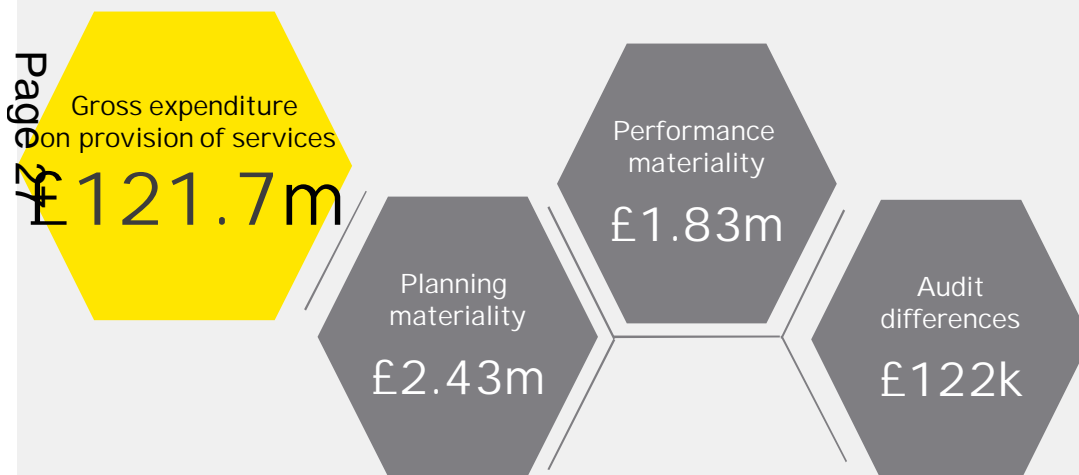 Page 27
Gross expenditure
on provision of services
£121.7m
Planning
materiality
£2.43m
Performance
materiality
£1.83m
Audit
differences
£122k